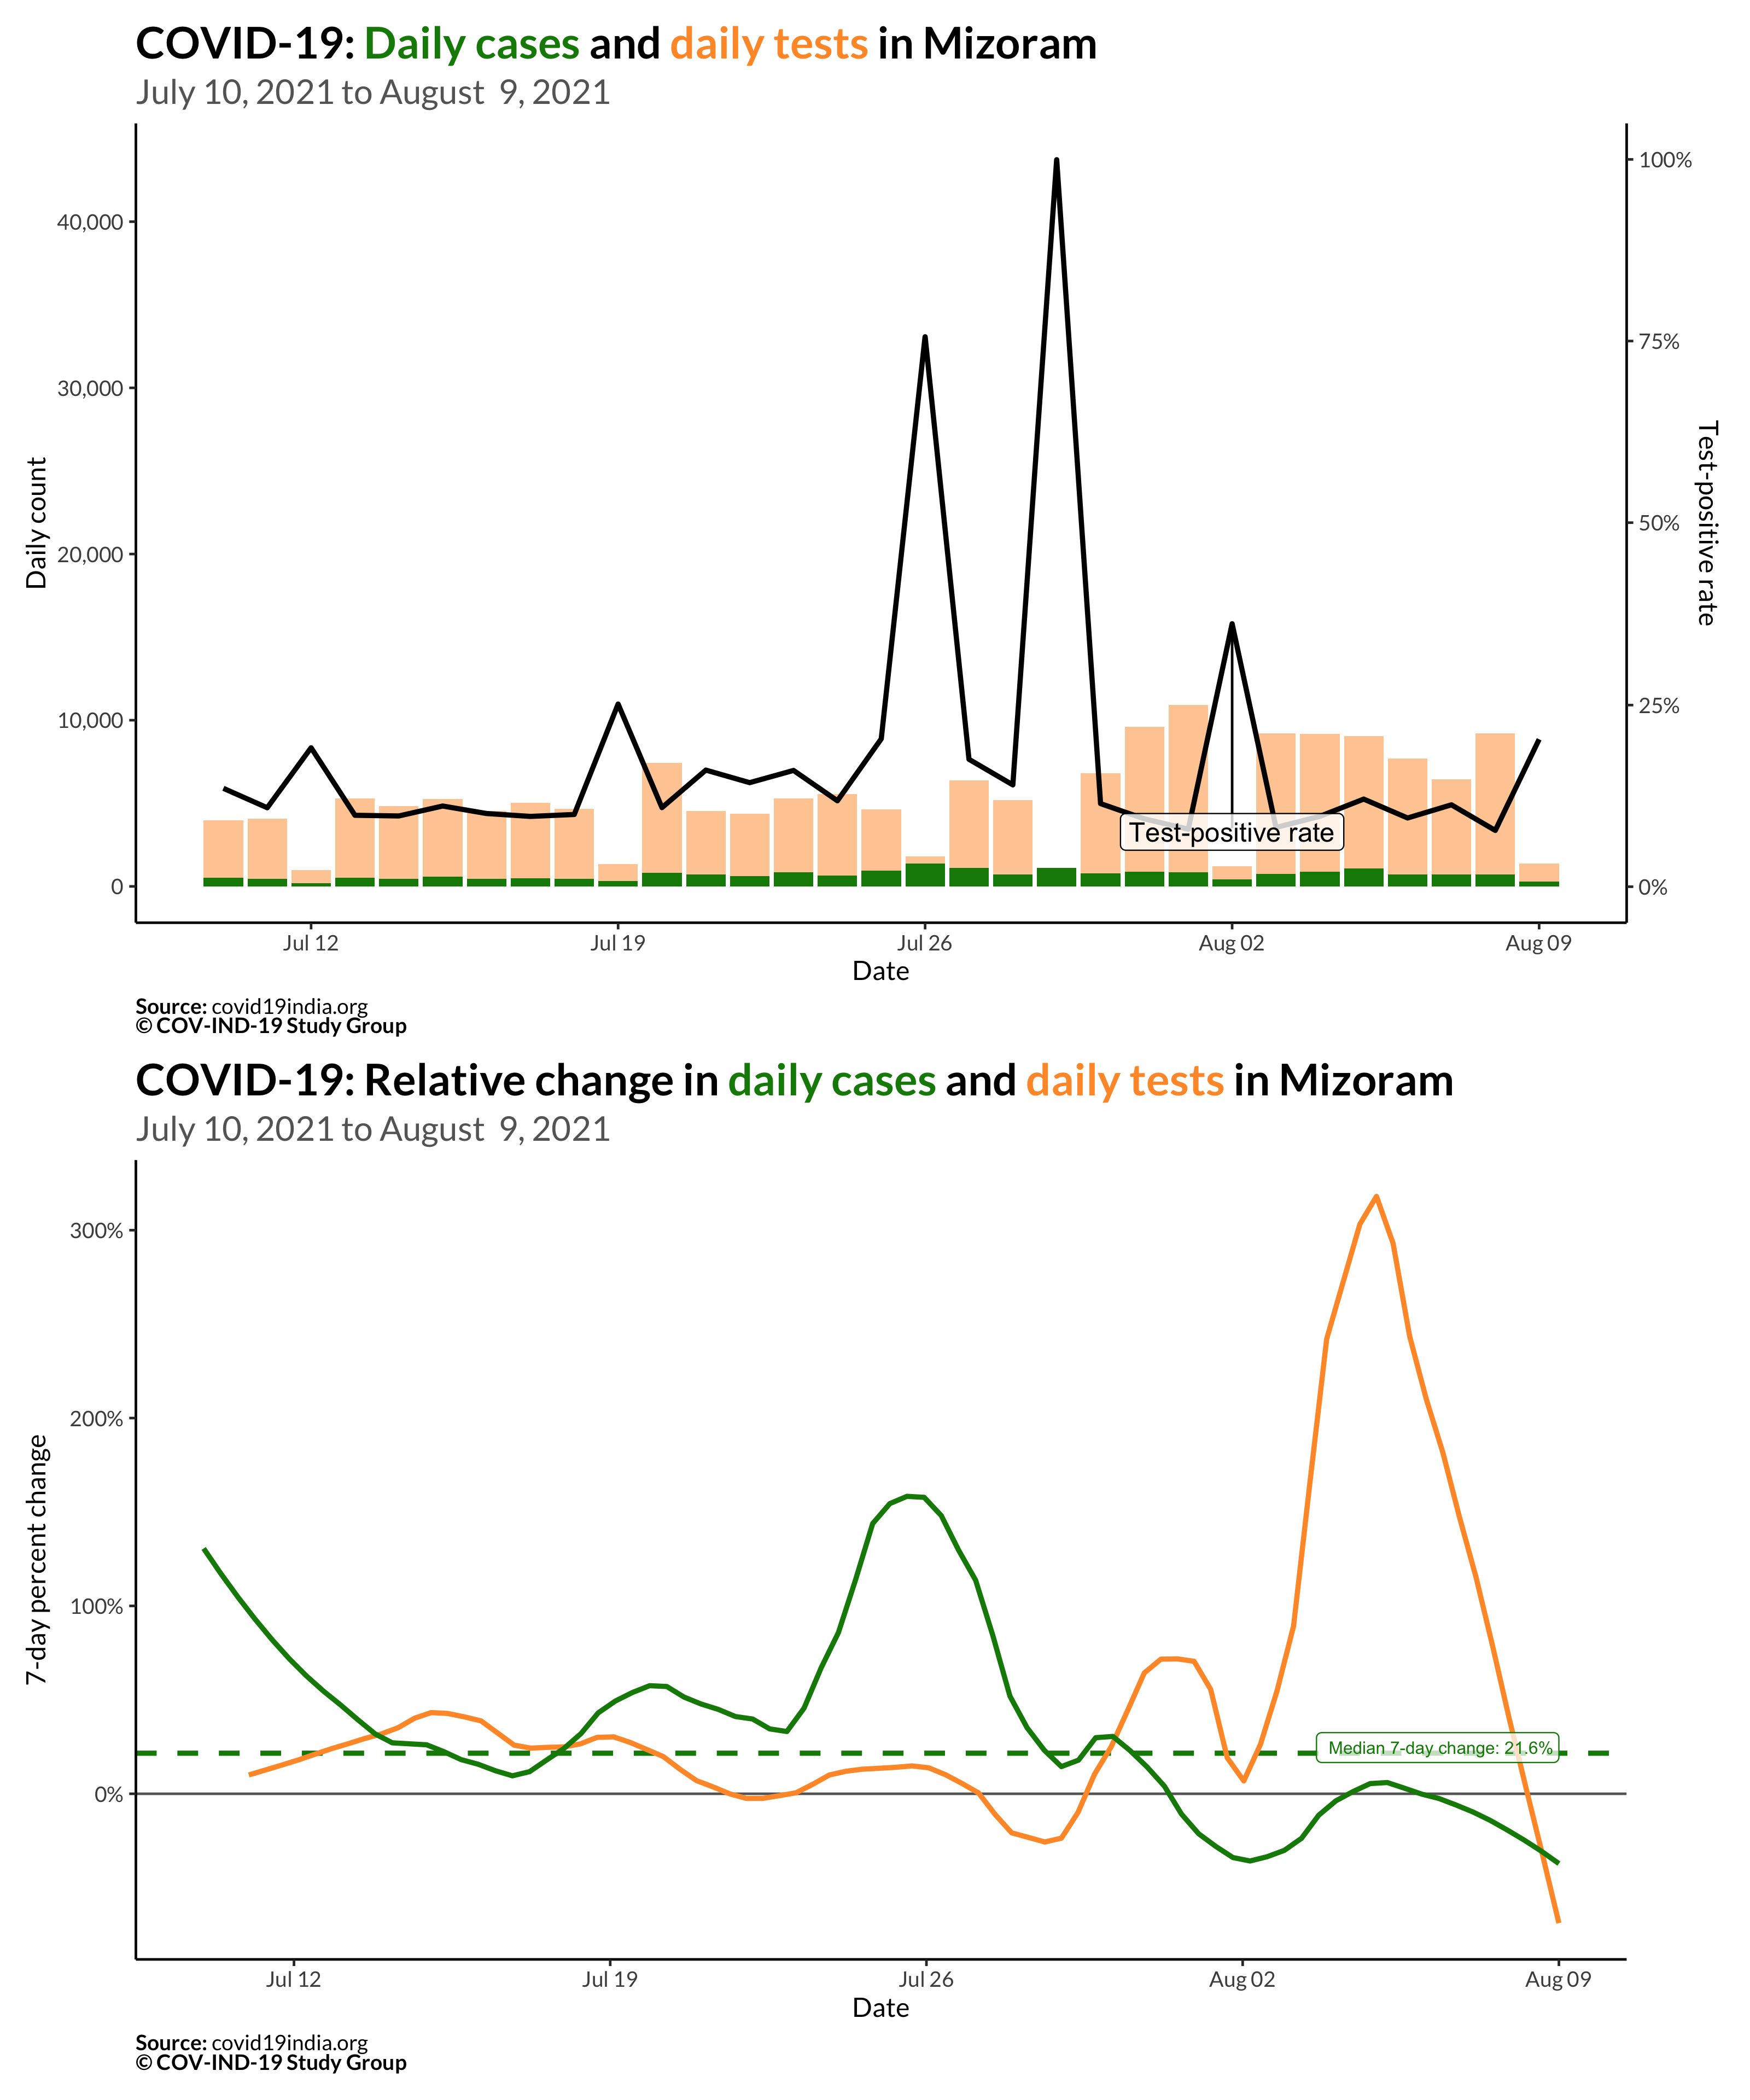 COVID-19: Daily cases and daily tests in Mizoram
July 10, 2021 to August  9, 2021
100%
40,000
75%
30,000
Daily count
Test-positive rate
50%
20,000
25%
10,000
Test-positive rate
0
0%
Jul 12
Jul 19
Jul 26
Aug 02
Aug 09
Date
Source: covid19india.org
© COV-IND-19 Study Group
COVID-19: Relative change in daily cases and daily tests in Mizoram
July 10, 2021 to August  9, 2021
300%
200%
7-day percent change
100%
Median 7-day change: 21.6%
0%
Jul 12
Jul 19
Jul 26
Aug 02
Aug 09
Date
Source: covid19india.org
© COV-IND-19 Study Group